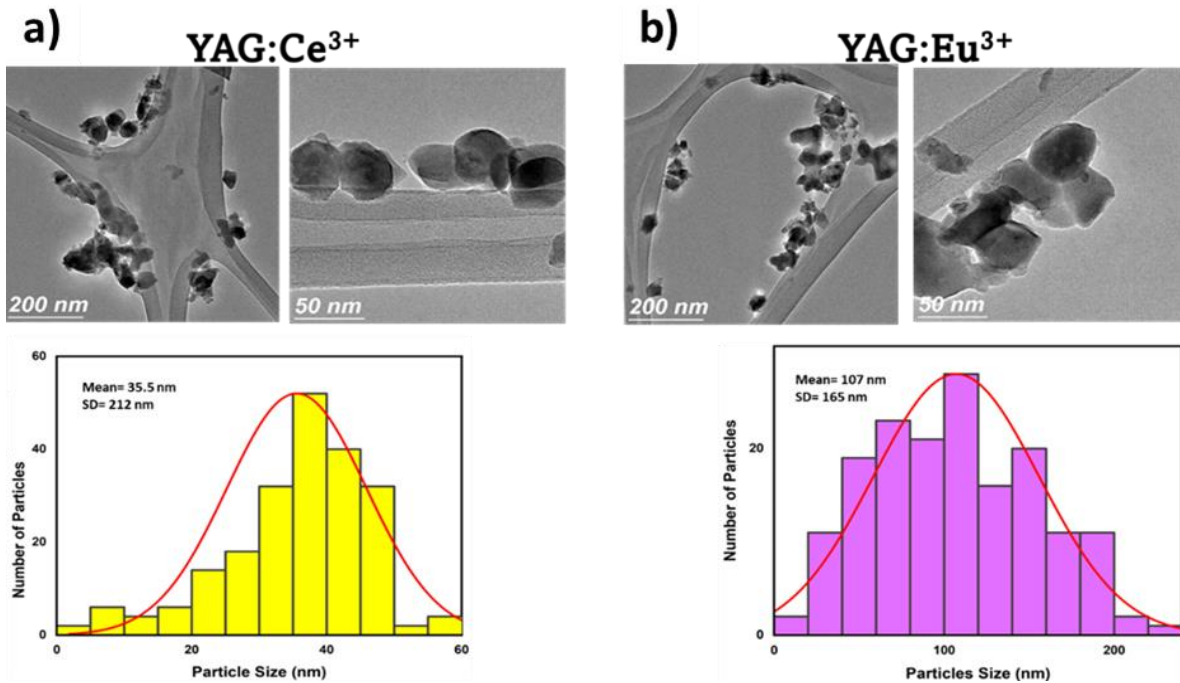 a)
YAG:Ce³⁺
200 nm
50 nm
b)
YAG:Eu³⁺
200 nm
50 nm
Mean= 35.5 nm
SD= 212 nm
Number of Particles
60
40
20
0
0 20 40 60
Particle Size (nm)
Mean= 107 nm
SD= 165 nm
Number of Particles
20
0
0 100 200
Particles Size (nm)